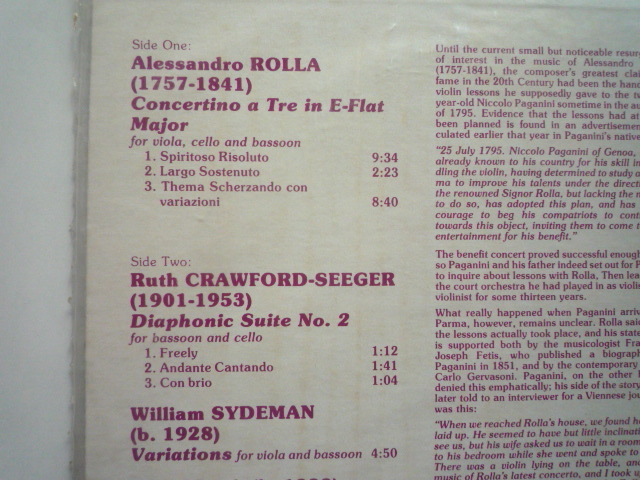 Side One:
Alessandro ROLLA
(1757-1841)
Concertino a Tre in E-Flat
Major
for viola, cello and bassoon
1. Spiritoso Risoluto 9:34
2. Largo Sostenuto 2:23
3. Thema Scherzando con
variazioni 8:40
Side Two:
Ruth CRAWFORD-SEEGER
(1901-1953)
Diaphonic Suite No. 2
for bassoon and cello
1. Freely 1:12
2. Andante Cantando 1:41
3. Con brio 1:04
William SYDEMAN
(b. 1928)
Variations for viola and bassoon 4:50
Until the current small but noticeable
of interest in the music of Alessandro
(1757-1841), the composer's greatest
fame in the 20th Century had been the
violin lessons he supposedly gave to the
year-old Niccolo Paganini sometime in the
of 1795. Evidence that the lessons had
been planned is found in an advertisement
culated earlier that year in Paganini's native
"25 July 1795. Niccolo Paganini of Genoa,
already known to his country for his skill in
dling the violin, having determined to study
ma to improve his talents under the
the renowned Signor Rolla, but lacking the
to do so, has adopted this plan, and has
courage to beg his compatriots to
towards this object, inviting them to come
entertainment for his benefit."
The benefit concert proved successful enough
so Paganini and his father indeed set out for
to inquire about lessons with Rolla. Then
the court orchestra he had played in as
violinist for some thirteen years.
What really happened when Paganini
Parma, however, remains unclear. Rolla said
the lessons actually took place, and his
is supported both by the musicologist
Joseph Fetis, who published a
Paganini in 1851, and by the contemporary
Carlo Gervasoni. Paganini, on the other
denied this emphatically; his side of the story
later told to an interviewer for a Viennese
was this:
"When we reached Rolla's house, we found
laid up. He seemed to have but little
see us, but his wife asked us to wait in a room
to his bedroom while she went and spoke to
There was a violin lying on the table, and
music of Rolla's latest concerto, and I took